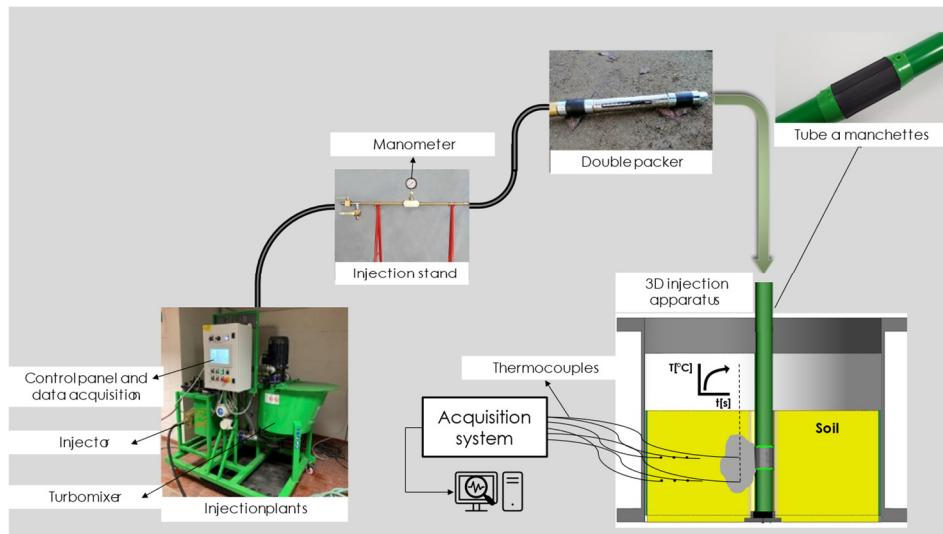 Tube a manchettes
Manometer
Double packer
Injection stand
3D injection
apparatus
T[°C]
t[s]
Thermocouples
Control panel and
data acquisition
Acquisition
system
Soil
Injector
Turbomixer
Injection plants